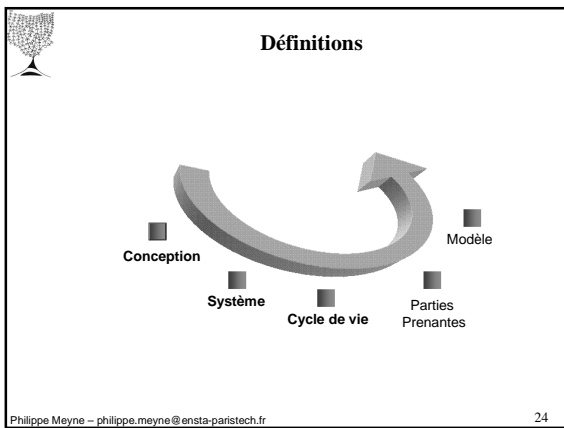 Définitions
Conception
Système
Cycle de vie
Parties
Prenantes
Modèle
Philippe Meyne – philippe.meyne@ensta-paristech.fr
24